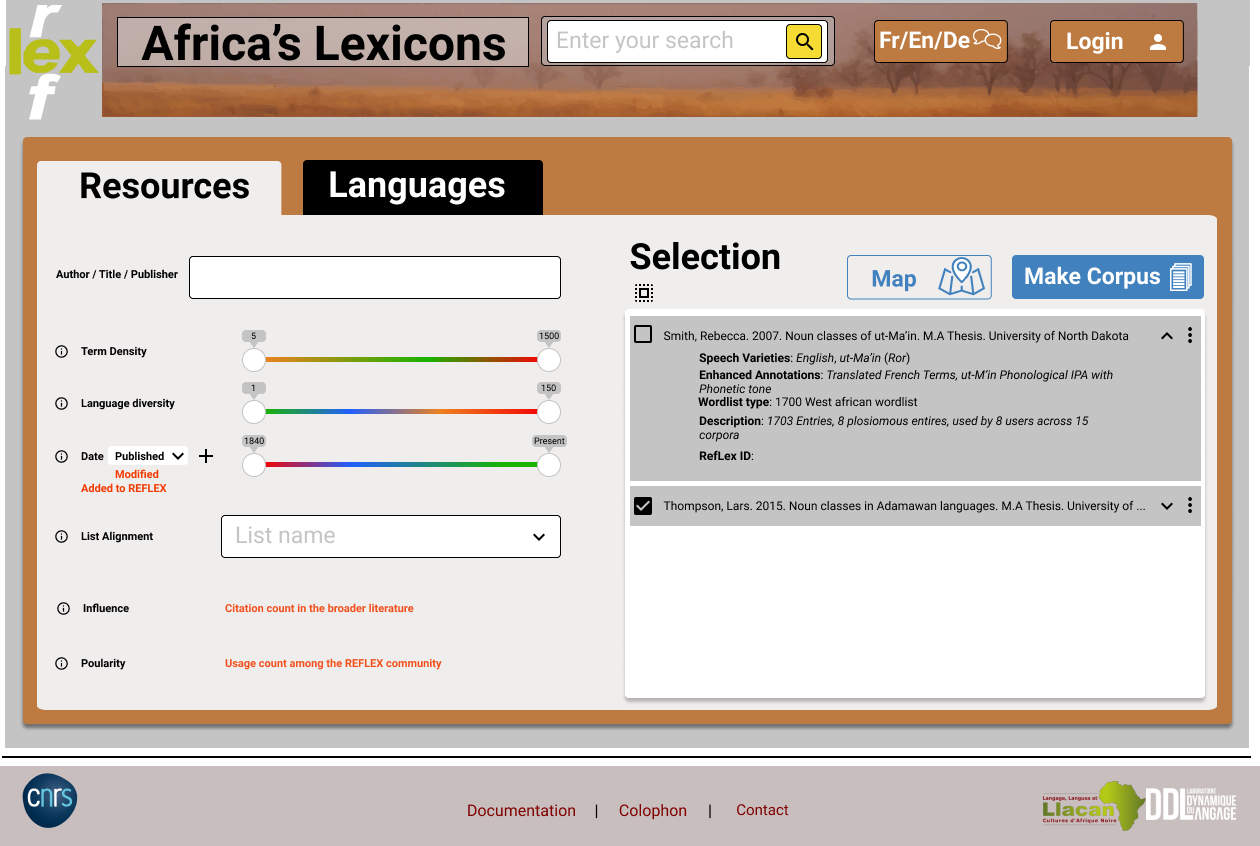 r
lex
f
Africa's Lexicons
Enter your search
Fr/En/De
Login
Resources
Languages
Author / Title / Publisher
Term Density
5
1500
Language diversity
1
150
Date
Published
Modified
Added to REFLEX
1840
Present
List Alignment
List name
Influence
Citation count in the broader literature
Poularity
Usage count among the REFLEX community
Selection
Map
Make Corpus
Smith, Rebecca. 2007. Noun classes of ut-Ma'in. M.A Thesis. University of North Dakota
Speech Varieties: English, ut-Ma'in (Ror)
Enhanced Annotations: Translated French Terms, ut-M'in Phonological IPA with
Phonetic tone
Wordlist type: 1700 West african wordlist
Description: 1703 Entries, 8 plosiomous entires, used by 8 users across 15
corpora
RefLex ID:
Thompson, Lars. 2015. Noun classes in Adamawan languages. M.A Thesis. University of ...
cnrs
Documentation | Colophon | Contact
Langage, Langues et
Llacan
Cultures d'Afrique Noire
DDL
LABORATOIRE
DYNAMIQUE
DU LANGAGE